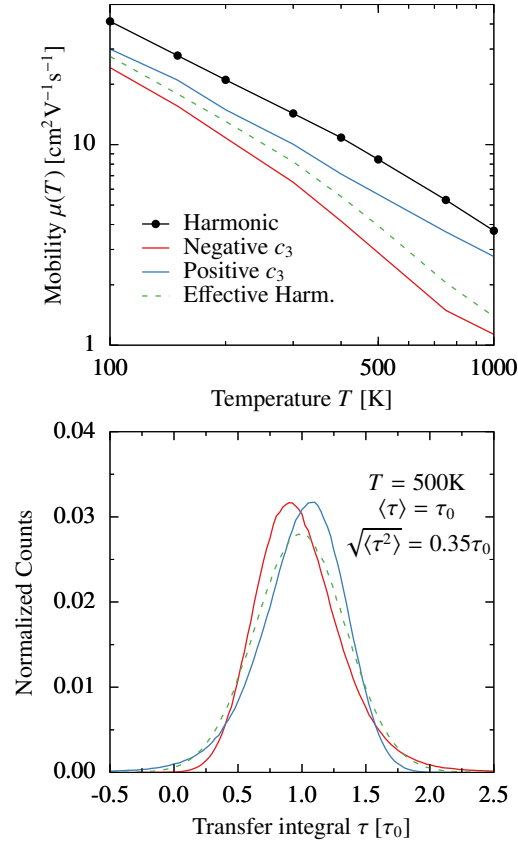 Mobility μ(T) [cm²V⁻¹s⁻¹]
10
1
Harmonic
Negative c₃
Positive c₃
Effective Harm.
100
500
1000
Temperature T [K]
Normalized Counts
0.04
0.03
0.02
0.01
0.00
T = 500K
⟨τ⟩ = τ₀
√⟨τ²⟩ = 0.35τ₀
-0.5 0.0 0.5 1.0 1.5 2.0 2.5
Transfer integral τ [τ₀]